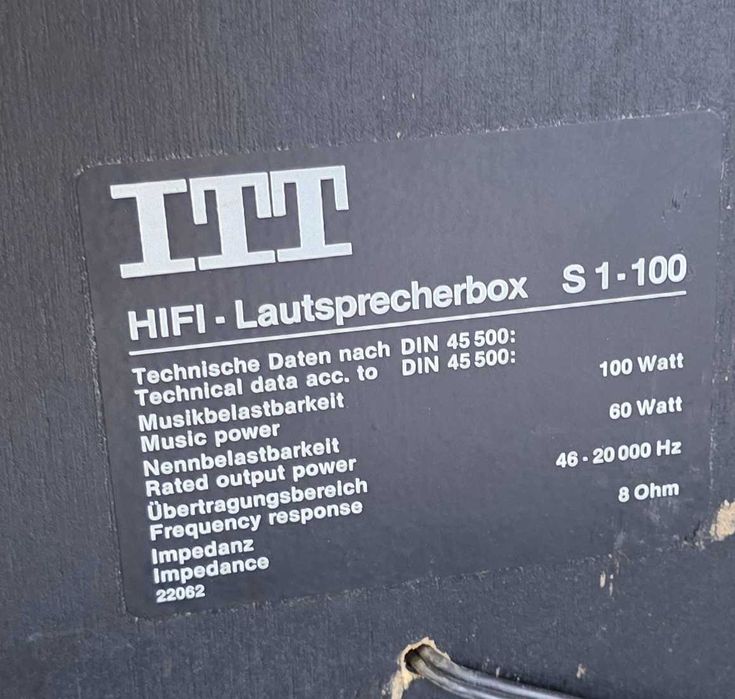 ITT
HIFI - Lautsprecherbox S 1-100
Technische Daten nach DIN 45 500:
Technical data acc. to DIN 45 500:
Musikbelastbarkeit
Music power 100 Watt
Nennbelastbarkeit
Rated output power 60 Watt
Übertragungsbereich
Frequency response 46 - 20 000 Hz
Impedanz
Impedance 8 Ohm
22062